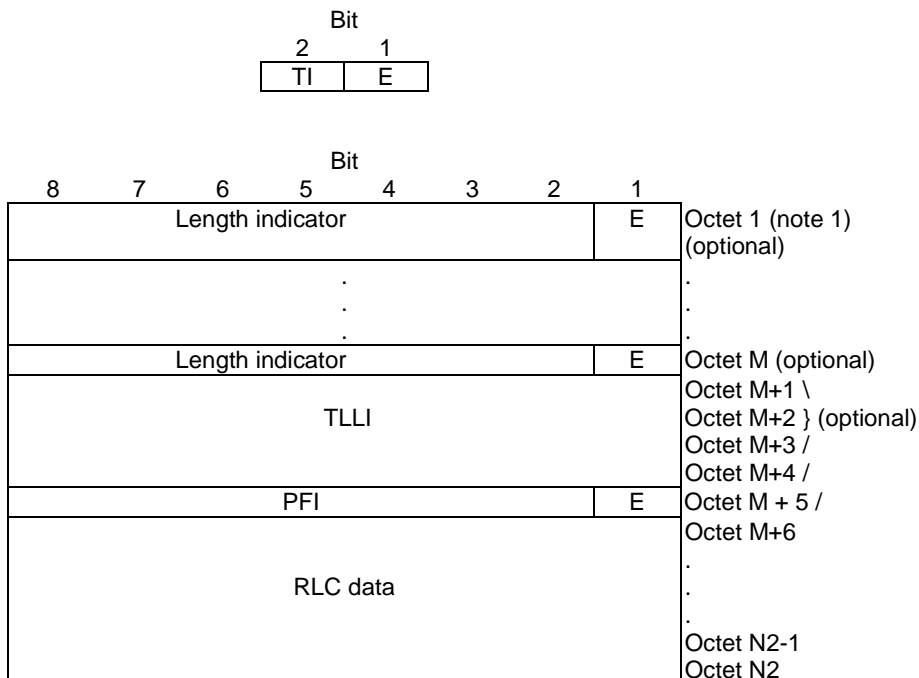 Bit
2 1
TI E
Bit
8 7 6 5 4 3 2 1
Length indicator E Octet 1 (note 1)
(optional)
. .
. .
. .
Length indicator E Octet M (optional)
Octet M+1 \
TLLI Octet M+2 } (optional)
Octet M+3 /
Octet M+4 /
PFI E Octet M + 5 /
Octet M+6
.
RLC data .
.
Octet N2-1
Octet N2